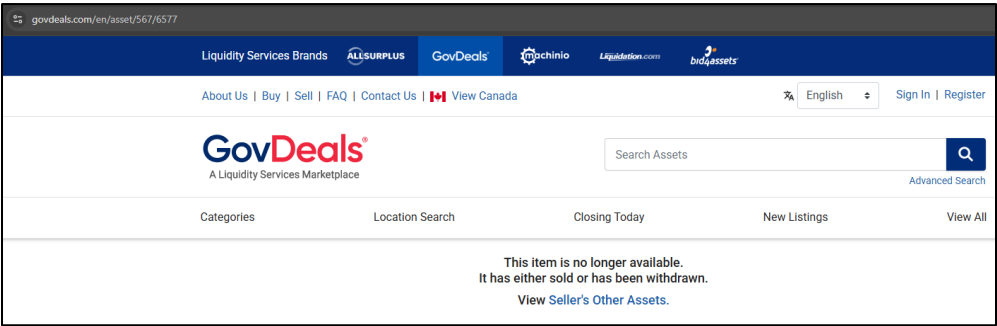 govdeals.com/en/asset/567/6577
Liquidity Services Brands ALLSURPLUS GovDeals® machinio Liquidation.com bid4assets
About Us | Buy | Sell | FAQ | Contact Us | View Canada English Sign In | Register
GovDeals®
A Liquidity Services Marketplace
Search Assets
Advanced Search
Categories Location Search Closing Today New Listings View All
This item is no longer available.
It has either sold or has been withdrawn.
View Seller's Other Assets.